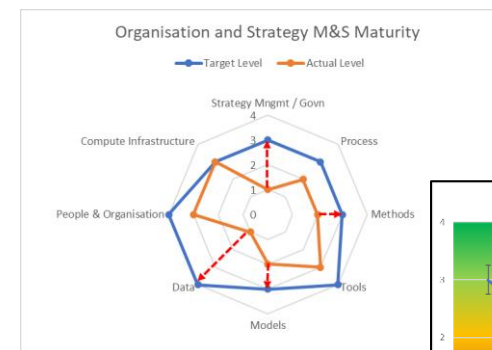 Organisation and Strategy M&S Maturity
Target Level Actual Level
Strategy Mngmt / Govn
4
3
2
1
0
Compute Infrastructure
Process
People & Organisation
Methods
Data
Tools
Models
4
3
2